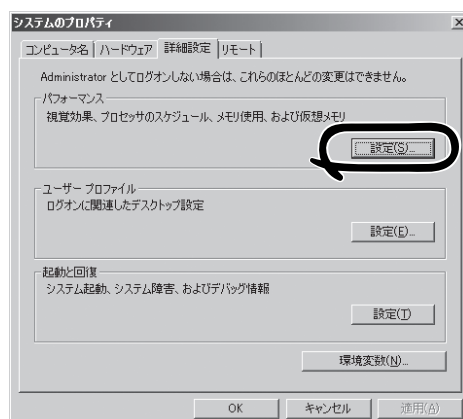 システムのプロパティ
コンピュータ名 ハードウェア 詳細設定 リモート
Administrator としてログオンしない場合は、これらのほとんどの変更はできません。
パフォーマンス
視覚効果、プロセッサのスケジュール、メモリ使用、および仮想メモリ
設定(S)...
ユーザー プロファイル
ログオンに関連したデスクトップ設定
設定(E)...
起動と回復
システム起動、システム障害、およびデバッグ情報
設定(T)
環境変数(N)...
OK キャンセル 適用(A)